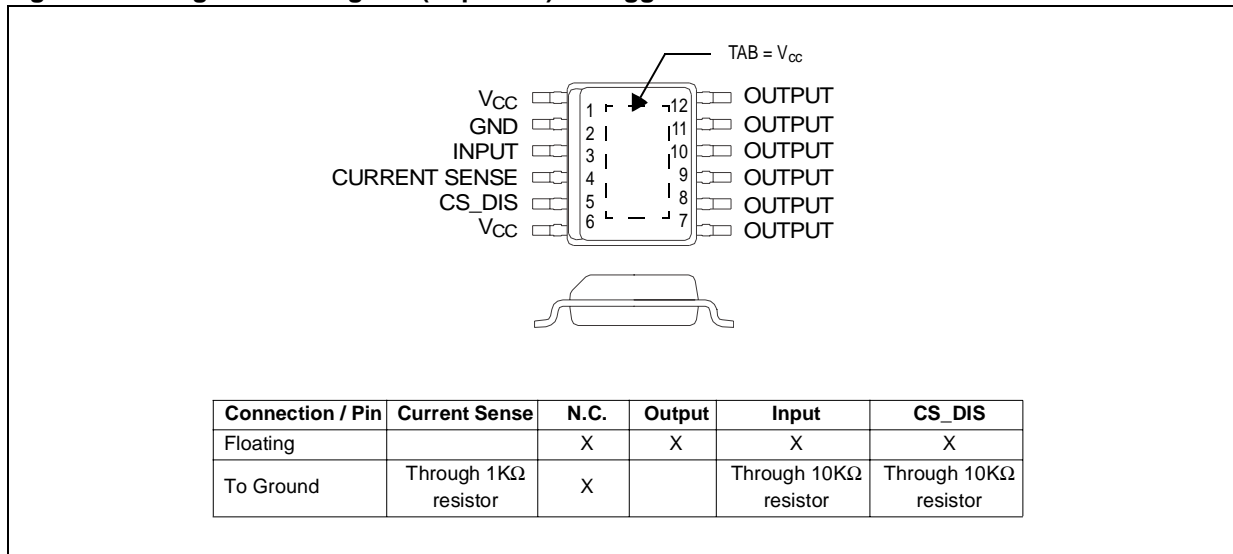 TAB = VCC
VCC 1 12 OUTPUT
GND 2 11 OUTPUT
INPUT 3 10 OUTPUT
CURRENT SENSE 4 9 OUTPUT
CS_DIS 5 8 OUTPUT
VCC 6 7 OUTPUT
Connection / Pin Current Sense N.C. Output Input CS_DIS
Floating X X X X
To Ground Through 1KΩ resistor X Through 10KΩ resistor Through 10KΩ resistor